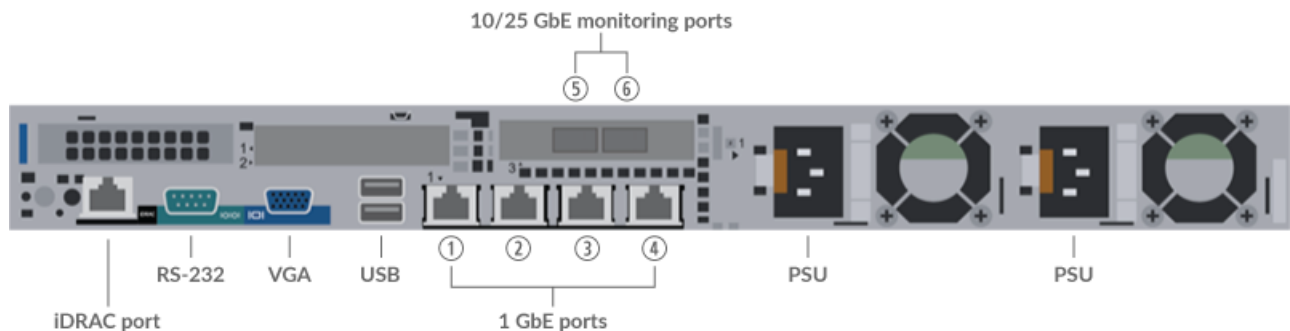 10/25 GbE monitoring ports
5 6
1
2
3
1
1
iDRAC
1 2 3 4
RS-232 VGA USB PSU PSU
iDRAC port 1 GbE ports